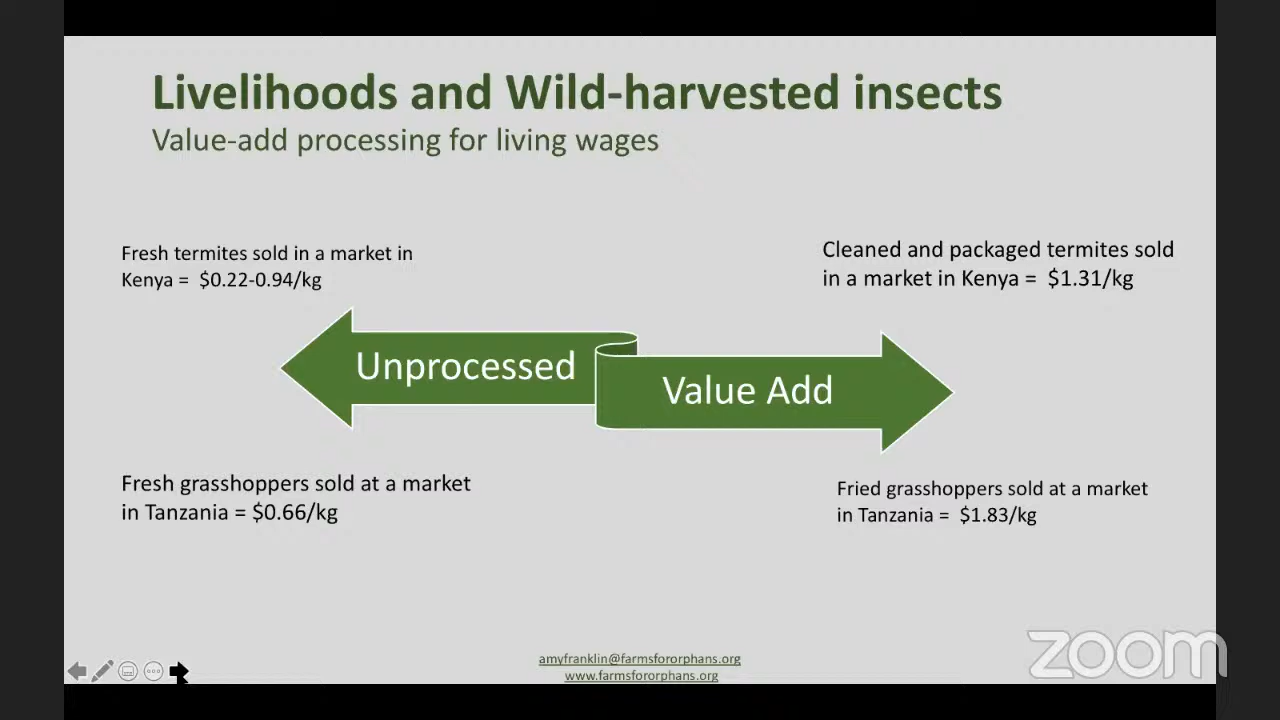 Livelihoods and Wild-harvested insects
Value-add processing for living wages
Fresh termites sold in a market in
Kenya = $0.22-0.94/kg
Cleaned and packaged termites sold
in a market in Kenya = $1.31/kg
Unprocessed
Value Add
Fresh grasshoppers sold at a market
in Tanzania = $0.66/kg
Fried grasshoppers sold at a market
in Tanzania = $1.83/kg
amyfranklin@farmsfororphans.org
www.farmsfororphans.org
zoom